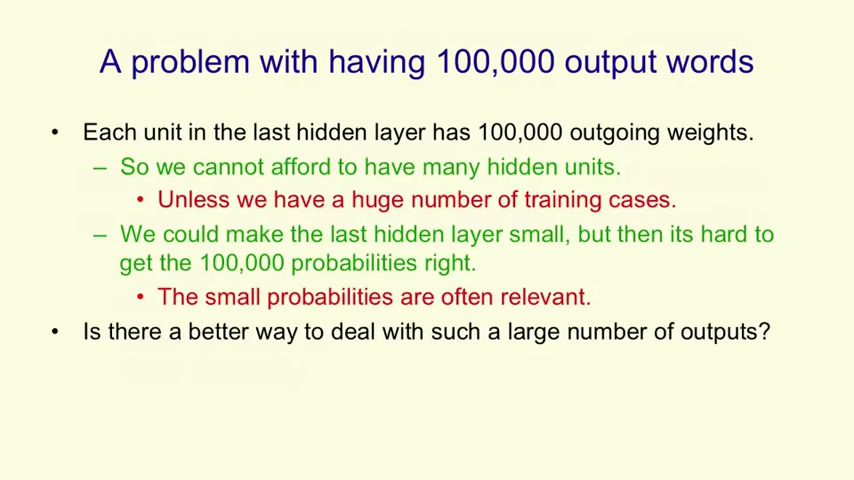 A problem with having 100,000 output words
• Each unit in the last hidden layer has 100,000 outgoing weights.
– So we cannot afford to have many hidden units.
• Unless we have a huge number of training cases.
– We could make the last hidden layer small, but then its hard to
get the 100,000 probabilities right.
• The small probabilities are often relevant.
• Is there a better way to deal with such a large number of outputs?